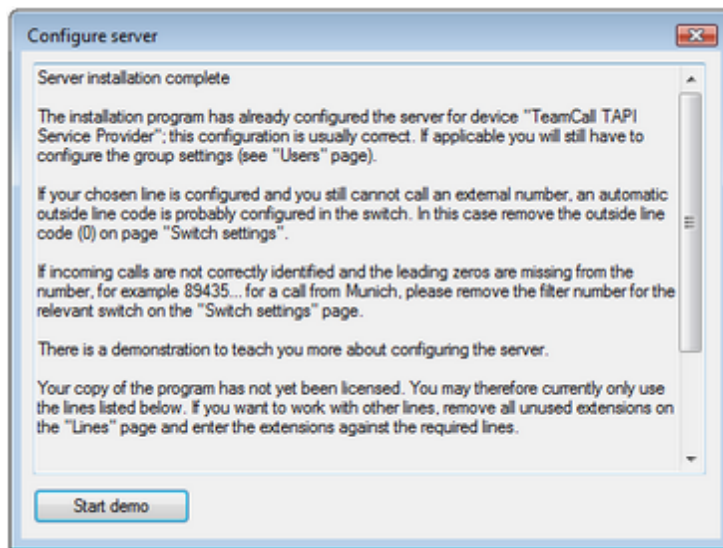 Configure server
Server installation complete
The installation program has already configured the server for device "TeamCall TAPI
Service Provider"; this configuration is usually correct. If applicable you will still have to
configure the group settings (see "Users" page).
If your chosen line is configured and you still cannot call an external number, an automatic
outside line code is probably configured in the switch. In this case remove the outside line
code (0) on page "Switch settings".
If incoming calls are not correctly identified and the leading zeros are missing from the
number, for example 89435... for a call from Munich, please remove the filter number for the
relevant switch on the "Switch settings" page.
There is a demonstration to teach you more about configuring the server.
Your copy of the program has not yet been licensed. You may therefore currently only use
the lines listed below. If you want to work with other lines, remove all unused extensions on
the "Lines" page and enter the extensions against the required lines.
Start demo